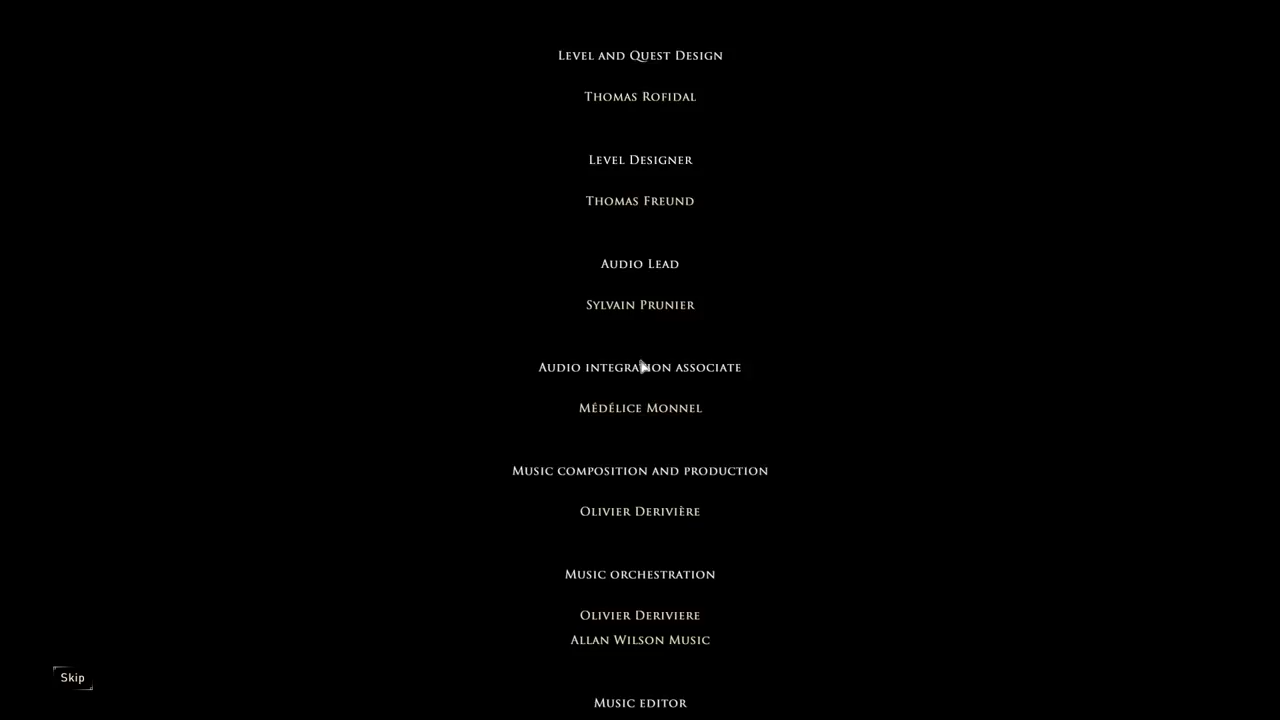 Level and Quest Design
Thomas Rofidal
Level Designer
Thomas Freund
Audio Lead
Sylvain Prunier
Audio integration associate
Médélice Monnel
Music composition and production
Olivier Derivière
Music orchestration
Olivier Deriviere
Allan Wilson Music
Skip
Music editor